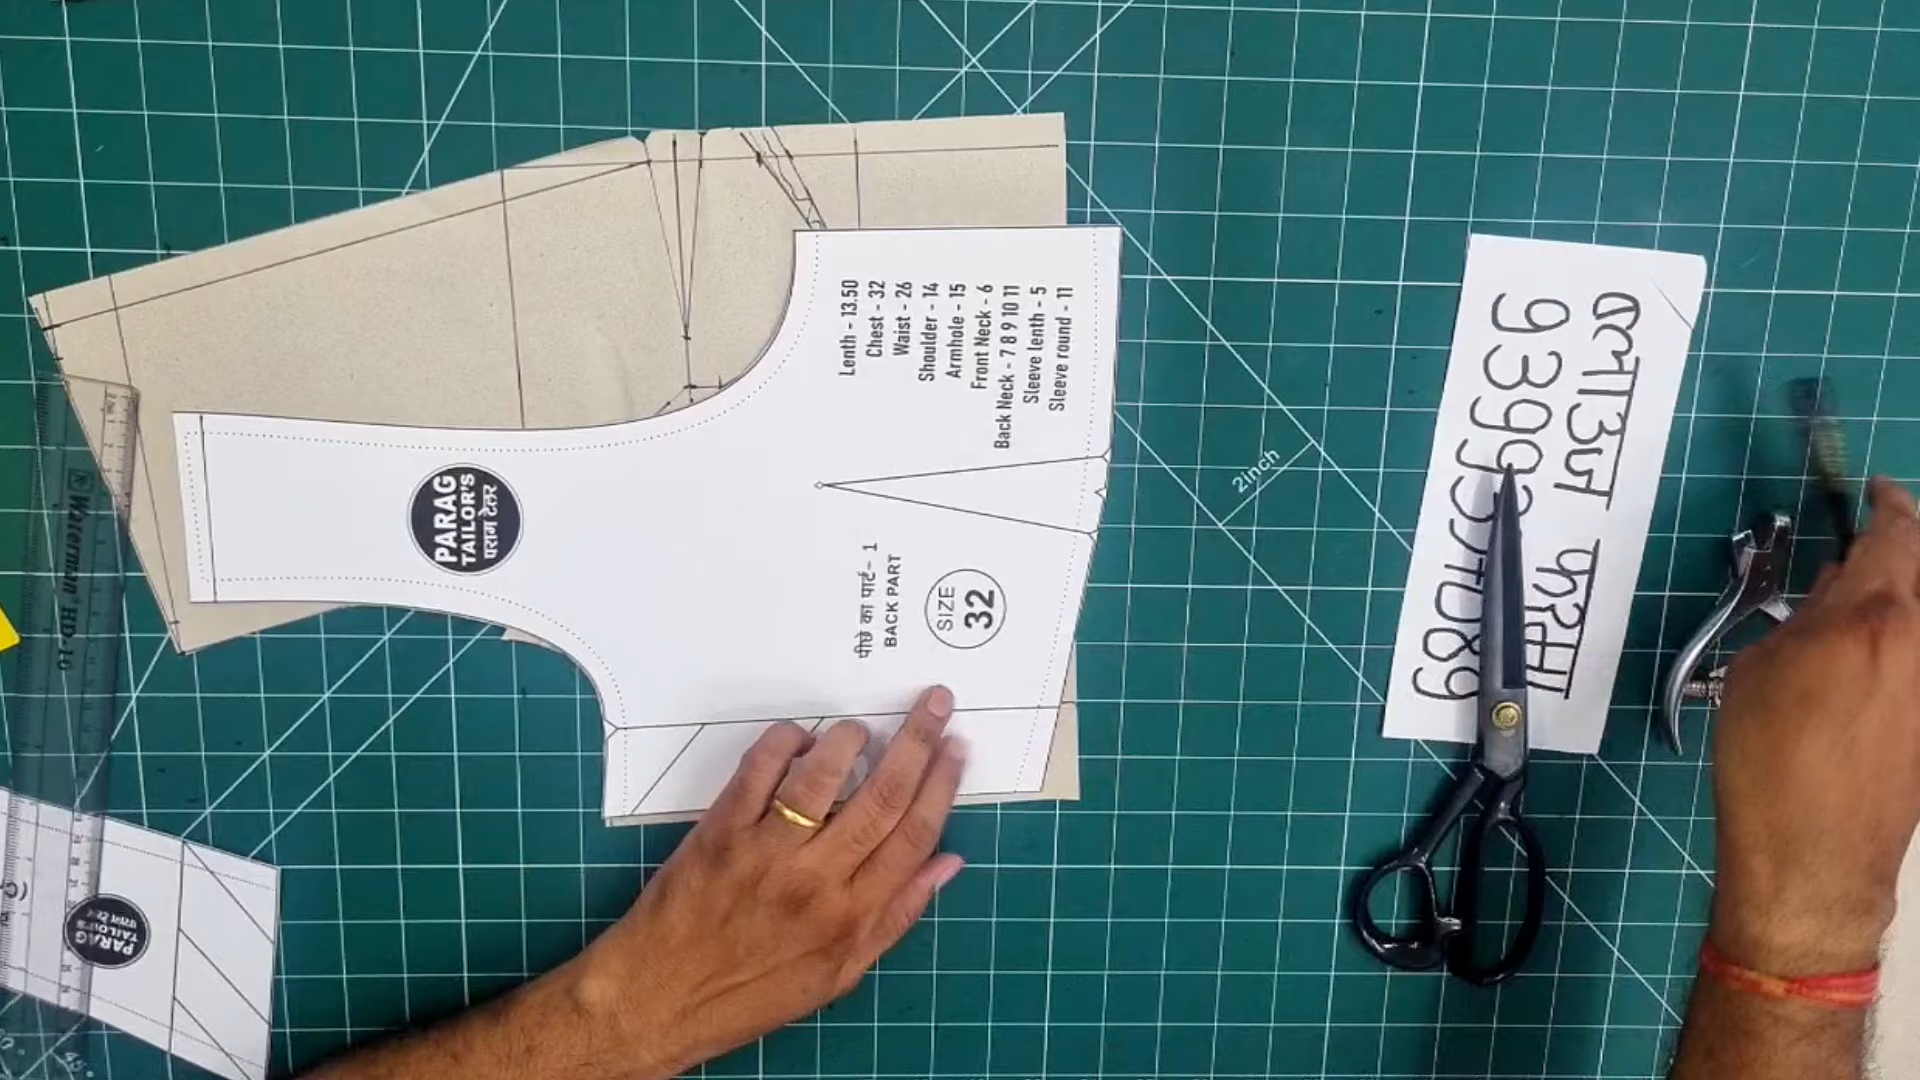 Lenth - 13.50
Chest - 32
Waist - 26
Shoulder - 14
Armhole - 15
Front Neck - 6
Back Neck - 7 8 9 10 11
Sleeve lenth - 5
Sleeve round - 11
PARAG
TAILOR'S
पराग टेलर
पीछे का पार्ट- 1
BACK PART
SIZE
32
2inch
ब्लाउज फरमा
Waterman HD-16
PARAG
TAILOR'S
पराग टेलर
45°